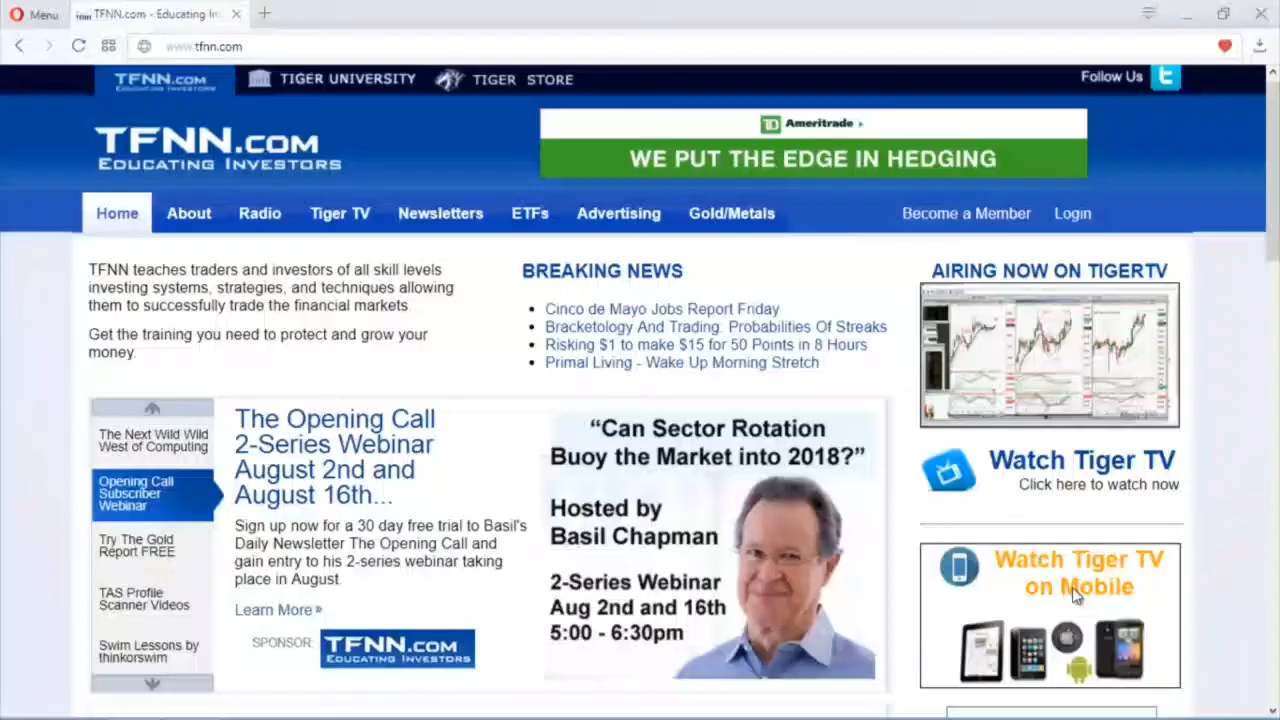 Menu
TFNN.com - Educating In
www.tfnn.com
TFNN.com
EDUCATING INVESTORS
TIGER UNIVERSITY
TIGER STORE
Follow Us
TFNN.com
EDUCATING INVESTORS
TD Ameritrade
WE PUT THE EDGE IN HEDGING
Home
About
Radio
Tiger TV
Newsletters
ETFs
Advertising
Gold/Metals
Become a Member
Login
TFNN teaches traders and investors of all skill levels
investing systems, strategies, and techniques allowing
them to successfully trade the financial markets
Get the training you need to protect and grow your
money.
BREAKING NEWS
Cinco de Mayo Jobs Report Friday
Bracketology And Trading: Probabilities Of Streaks
Risking $1 to make $15 for 50 Points in 8 Hours
Primal Living - Wake Up Morning Stretch
AIRING NOW ON TIGERTV
Watch Tiger TV
Click here to watch now
Watch Tiger TV
on Mobile
The Next Wild Wild
West of Computing
Opening Call
Subscriber
Webinar
Try The Gold
Report FREE
TAS Profile
Scanner Videos
Swim Lessons by
thinkorswim
The Opening Call
2-Series Webinar
August 2nd and
August 16th...
Sign up now for a 30 day free trial to Basil's
Daily Newsletter The Opening Call and
gain entry to his 2-series webinar taking
place in August
Learn More »
SPONSOR:
TFNN.com
EDUCATING INVESTORS
“Can Sector Rotation
Buoy the Market into 2018?”
Hosted by
Basil Chapman
2-Series Webinar
Aug 2nd and 16th
5:00 - 6:30pm